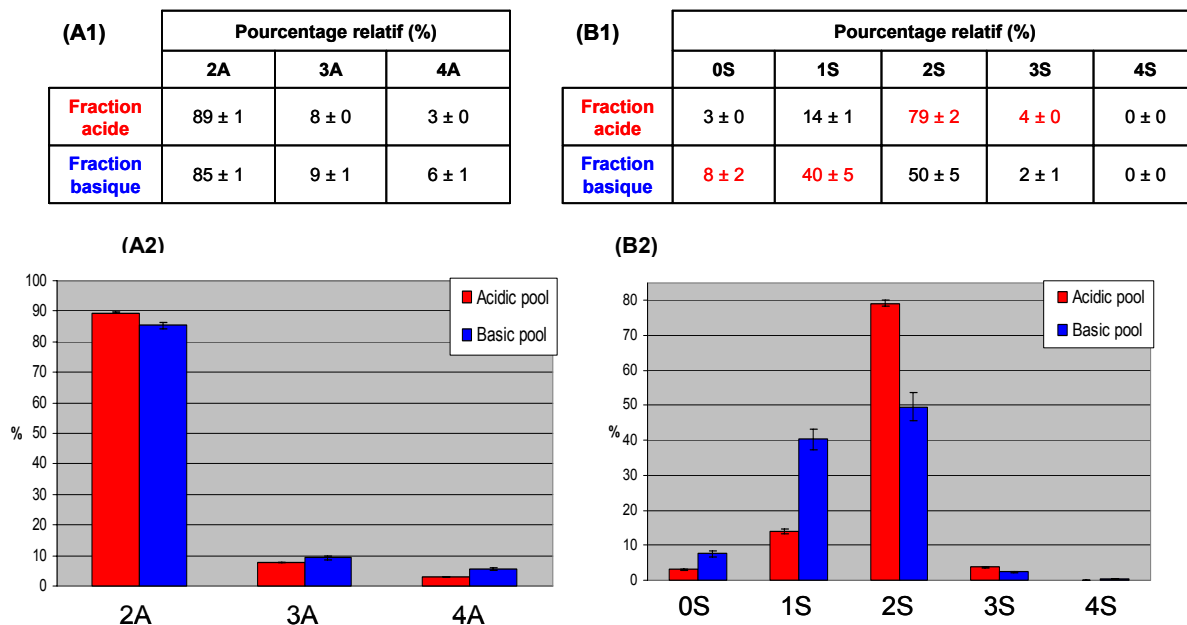 (A1)
Pourcentage relatif (%)
2A 3A 4A
Fraction acide 89 ± 1 8 ± 0 3 ± 0
Fraction basique 85 ± 1 9 ± 1 6 ± 1
(B1)
Pourcentage relatif (%)
0S 1S 2S 3S 4S
Fraction acide 3 ± 0 14 ± 1 79 ± 2 4 ± 0 0 ± 0
Fraction basique 8 ± 2 40 ± 5 50 ± 5 2 ± 1 0 ± 0
(A2)
100
90
80
70
60
50
40
30
20
10
0
%
Acidic pool
Basic pool
2A 3A 4A
(B2)
80
70
60
50
40
30
20
10
0
%
Acidic pool
Basic pool
0S 1S 2S 3S 4S